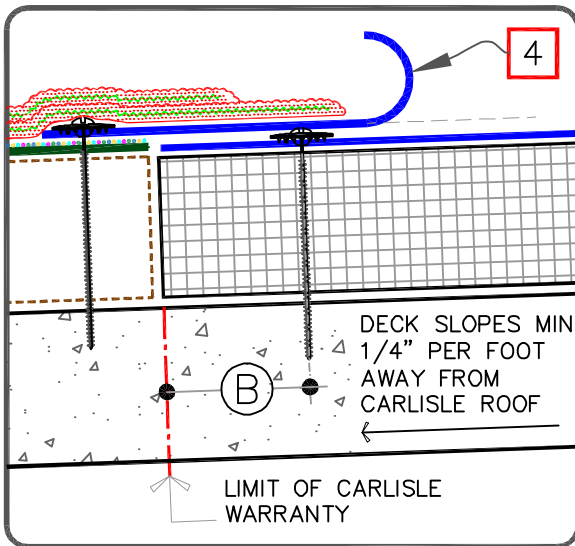 4
DECK SLOPES MIN
1/4” PER FOOT
AWAY FROM
CARLISLE ROOF
B
LIMIT OF CARLISLE
WARRANTY